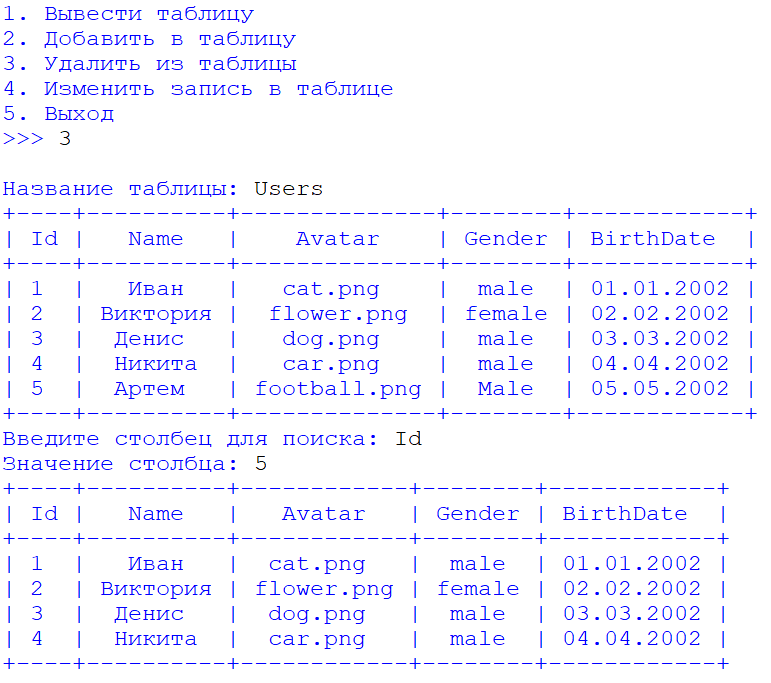 1. Вывести таблицу
2. Добавить в таблицу
3. Удалить из таблицы
4. Изменить запись в таблице
5. Выход
>>> 3
Название таблицы: Users
+----+----------+--------------+--------+------------+
| Id |   Name   |    Avatar    | Gender | BirthDate  |
+----+----------+--------------+--------+------------+
| 1  |   Иван   |   cat.png    |  male  | 01.01.2002 |
| 2  | Виктория |  flower.png  | female | 02.02.2002 |
| 3  |  Денис   |   dog.png    |  male  | 03.03.2002 |
| 4  |  Никита  |   car.png    |  male  | 04.04.2002 |
| 5  |  Артем   | football.png |  Male  | 05.05.2002 |
+----+----------+--------------+--------+------------+
Введите столбец для поиска: Id
Значение столбца: 5
+----+----------+------------+--------+------------+
| Id |   Name   |   Avatar   | Gender | BirthDate  |
+----+----------+------------+--------+------------+
| 1  |   Иван   |  cat.png   |  male  | 01.01.2002 |
| 2  | Виктория | flower.png | female | 02.02.2002 |
| 3  |  Денис   |  dog.png   |  male  | 03.03.2002 |
| 4  |  Никита  |  car.png   |  male  | 04.04.2002 |
+----+----------+------------+--------+------------+